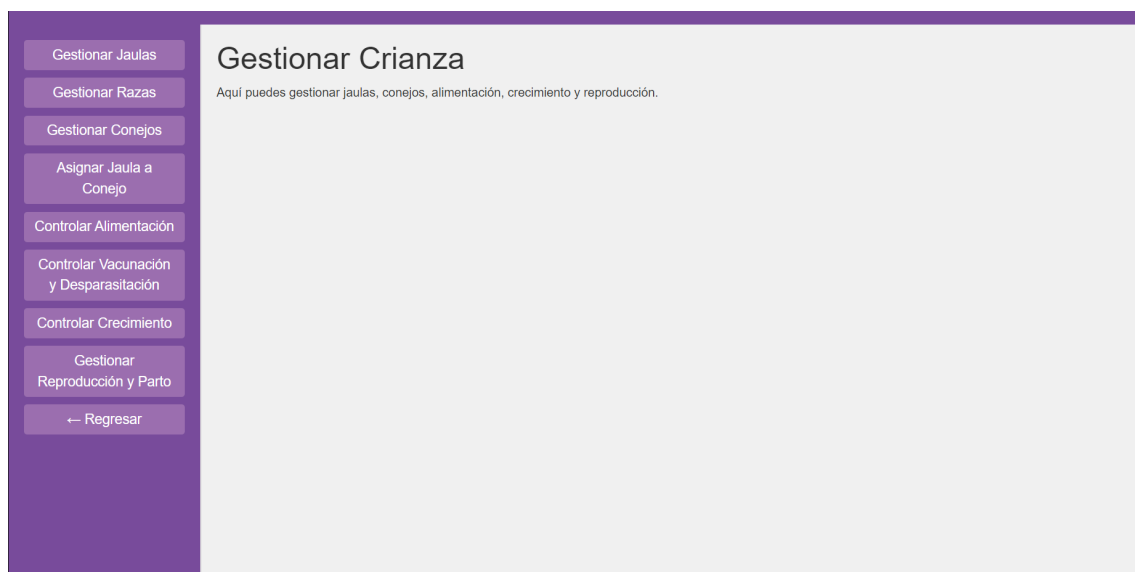 Gestionar Jaulas
Gestionar Razas
Gestionar Conejos
Asignar Jaula a
Conejo
Controlar Alimentación
Controlar Vacunación
y Desparasitación
Controlar Crecimiento
Gestionar
Reproducción y Parto
← Regresar
Gestionar Crianza
Aquí puedes gestionar jaulas, conejos, alimentación, crecimiento y reproducción.